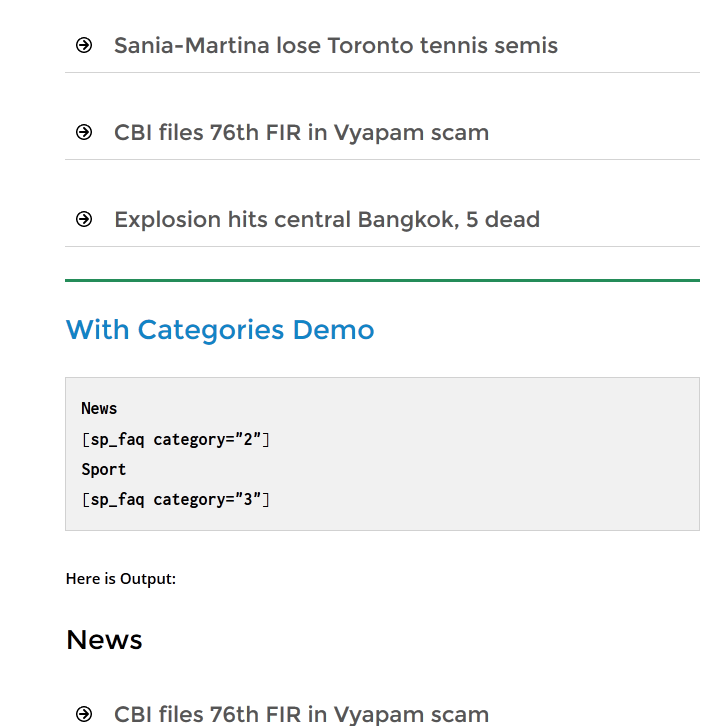 Sania-Martina lose Toronto tennis semis
CBI files 76th FIR in Vyapam scam
Explosion hits central Bangkok, 5 dead
With Categories Demo
News
[sp_faq category=”2″]
Sport
[sp_faq category=”3″]
Here is Output:
News
CBI files 76th FIR in Vyapam scam